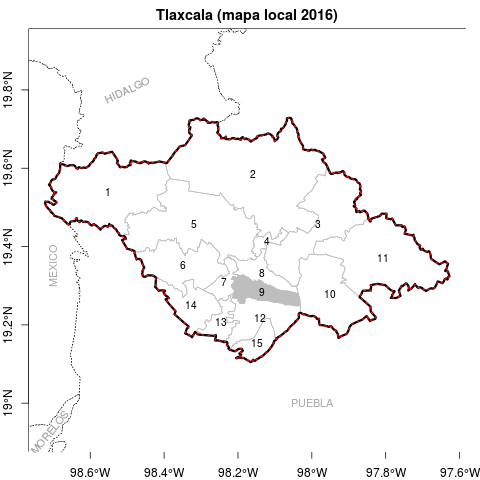 Tlaxcala (mapa local 2016)
HIDALGO
19.8°N
19.6°N
19.4°N
19.2°N
19°N
1
2
3
4
5
6
7
8
9
10
11
12
13
14
15
MEXICO
PUEBLA
MORELOS
98.6°W
98.4°W
98.2°W
98°W
97.8°W
97.6°W